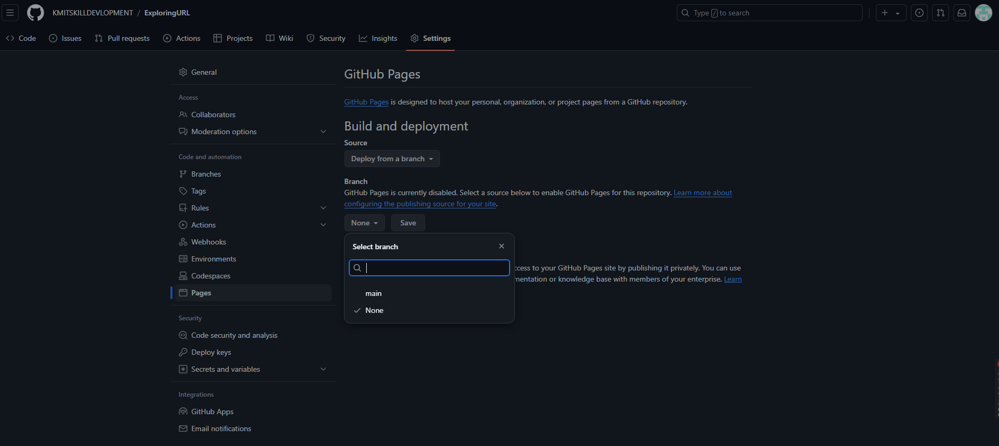 KMITSKILLDEVLOPMENT / ExploringURL
Type / to search
Code Issues Pull requests Actions Projects Wiki Security Insights Settings
General
Access
Collaborators
Moderation options
Code and automation
Branches
Tags
Rules
Actions
Webhooks
Environments
Codespaces
Pages
Security
Code security and analysis
Deploy keys
Secrets and variables
Integrations
GitHub Apps
Email notifications
GitHub Pages
GitHub Pages is designed to host your personal, organization, or project pages from a GitHub repository.
Build and deployment
Source
Deploy from a branch
Branch
GitHub Pages is currently disabled. Select a source below to enable GitHub Pages for this repository. Learn more about
configuring the publishing source for your site.
None Save
Select branch
main
None
ccess to your GitHub Pages site by publishing it privately. You can use
mentation or knowledge base with members of your enterprise. Learn